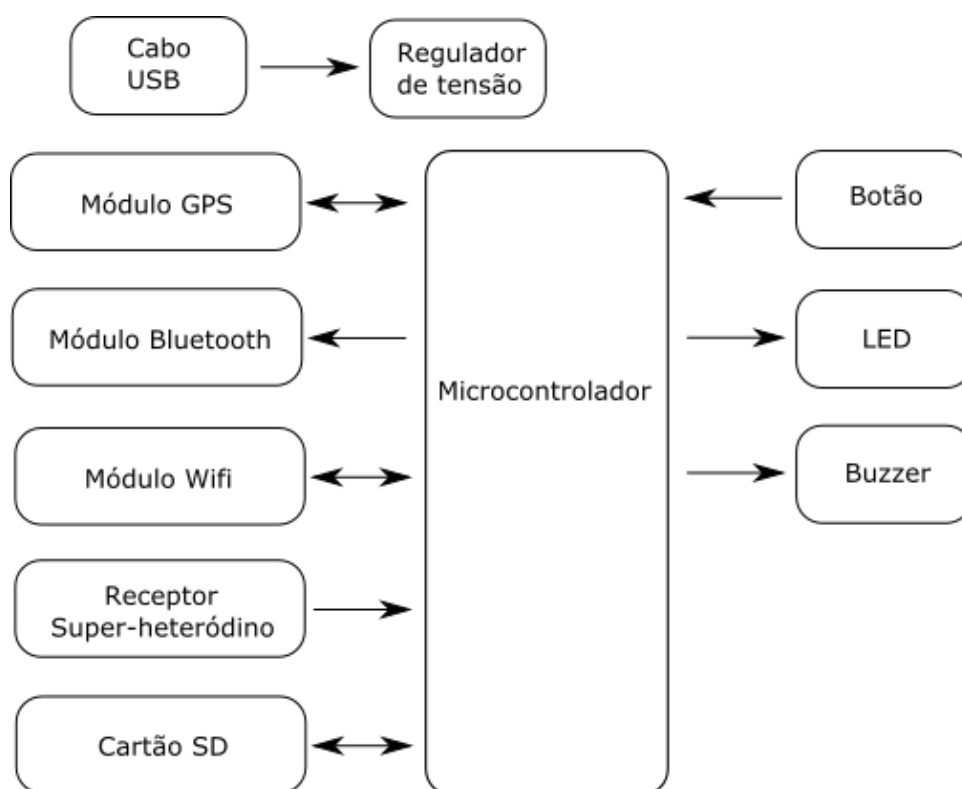 Cabo
USB
Regulador
de tensão
Módulo GPS
Módulo Bluetooth
Módulo Wifi
Receptor
Super-heteródino
Cartão SD
Microcontrolador
Botão
LED
Buzzer